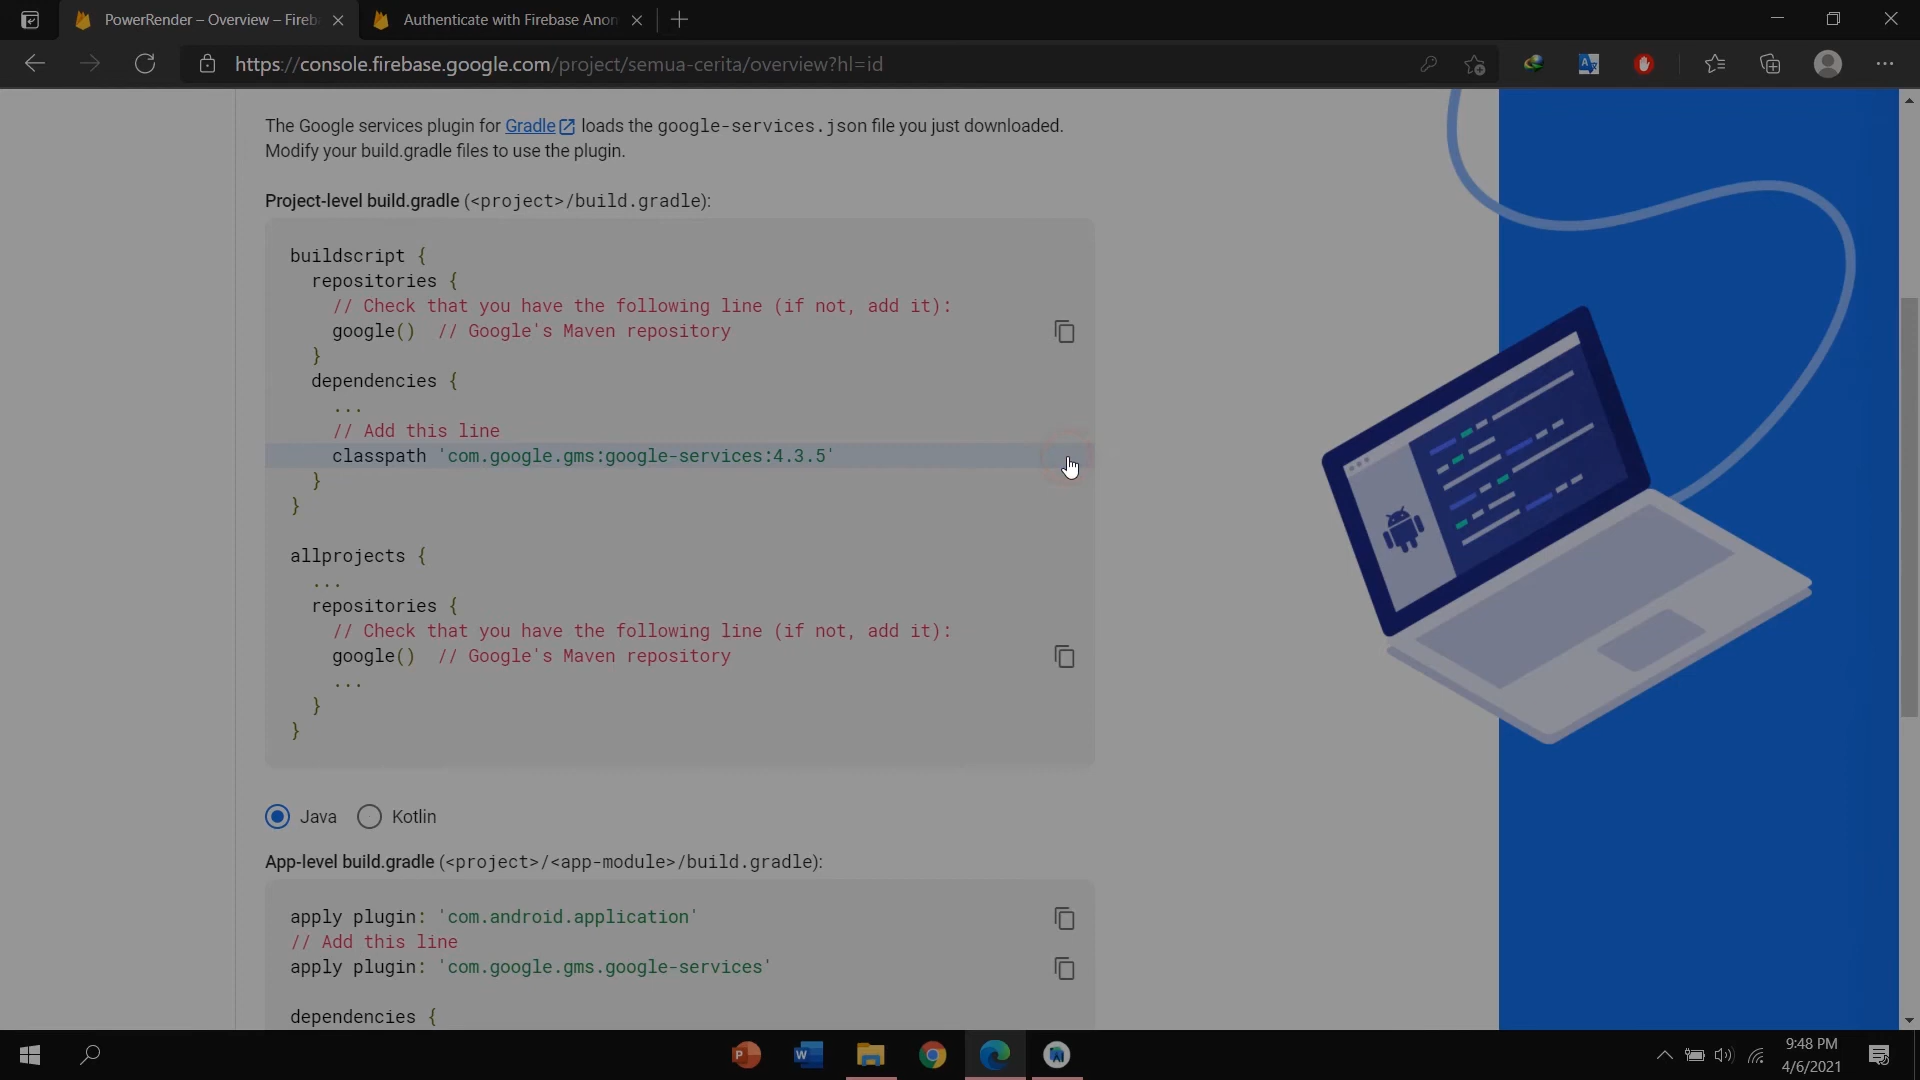 PowerRender – Overview – Fireb
Authenticate with Firebase Anon
https://console.firebase.google.com/project/semua-cerita/overview?hl=id
The Google services plugin for Gradle loads the google-services.json file you just downloaded.
Modify your build.gradle files to use the plugin.
Project-level build.gradle (<project>/build.gradle):
buildscript {
repositories {
// Check that you have the following line (if not, add it):
google() // Google's Maven repository
}
dependencies {
...
// Add this line
classpath 'com.google.gms:google-services:4.3.5'
}
}
allprojects {
...
repositories {
// Check that you have the following line (if not, add it):
google() // Google's Maven repository
...
}
}
Java Kotlin
App-level build.gradle (<project>/<app-module>/build.gradle):
apply plugin: 'com.android.application'
// Add this line
apply plugin: 'com.google.gms.google-services'
dependencies {
9:48 PM
4/6/2021